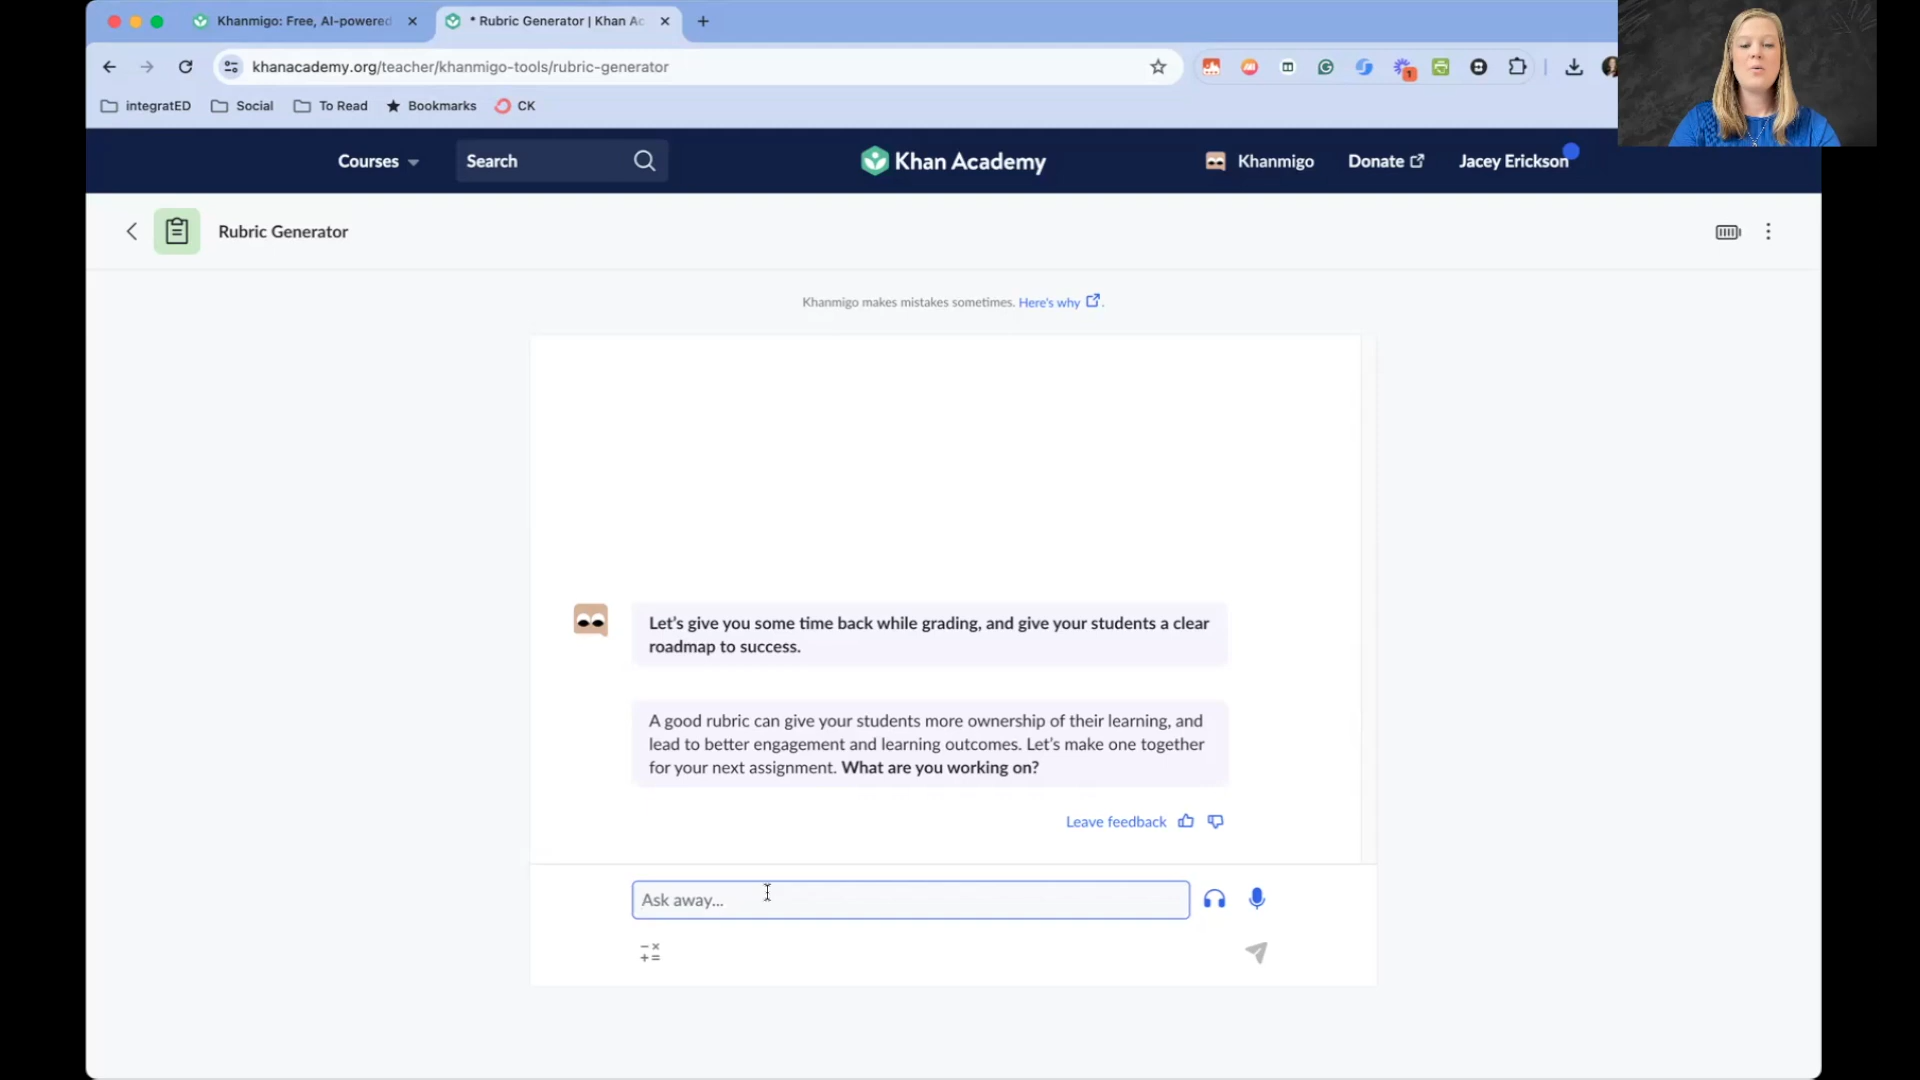 Khanmigo: Free, AI-powered
* Rubric Generator | Khan Ac
khanacademy.org/teacher/khanmigo-tools/rubric-generator
1
integratED
Social
To Read
Bookmarks
CK
Courses
Search
Khan Academy
Khanmigo
Donate
Jacey Erickson
Rubric Generator
Khanmigo makes mistakes sometimes. Here's why.
Let's give you some time back while grading, and give your students a clear
roadmap to success.
A good rubric can give your students more ownership of their learning, and
lead to better engagement and learning outcomes. Let's make one together
for your next assignment. What are you working on?
Leave feedback
Ask away...